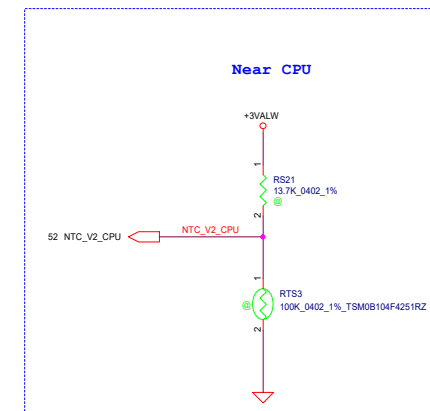 Near CPU
+3VALW
1
RS21
13.7K_0402_1%
@
2
52 NTC_V2_CPU
NTC_V2_CPU
1
RTS3
@
100K_0402_1%_TSM0B104F4251RZ
2